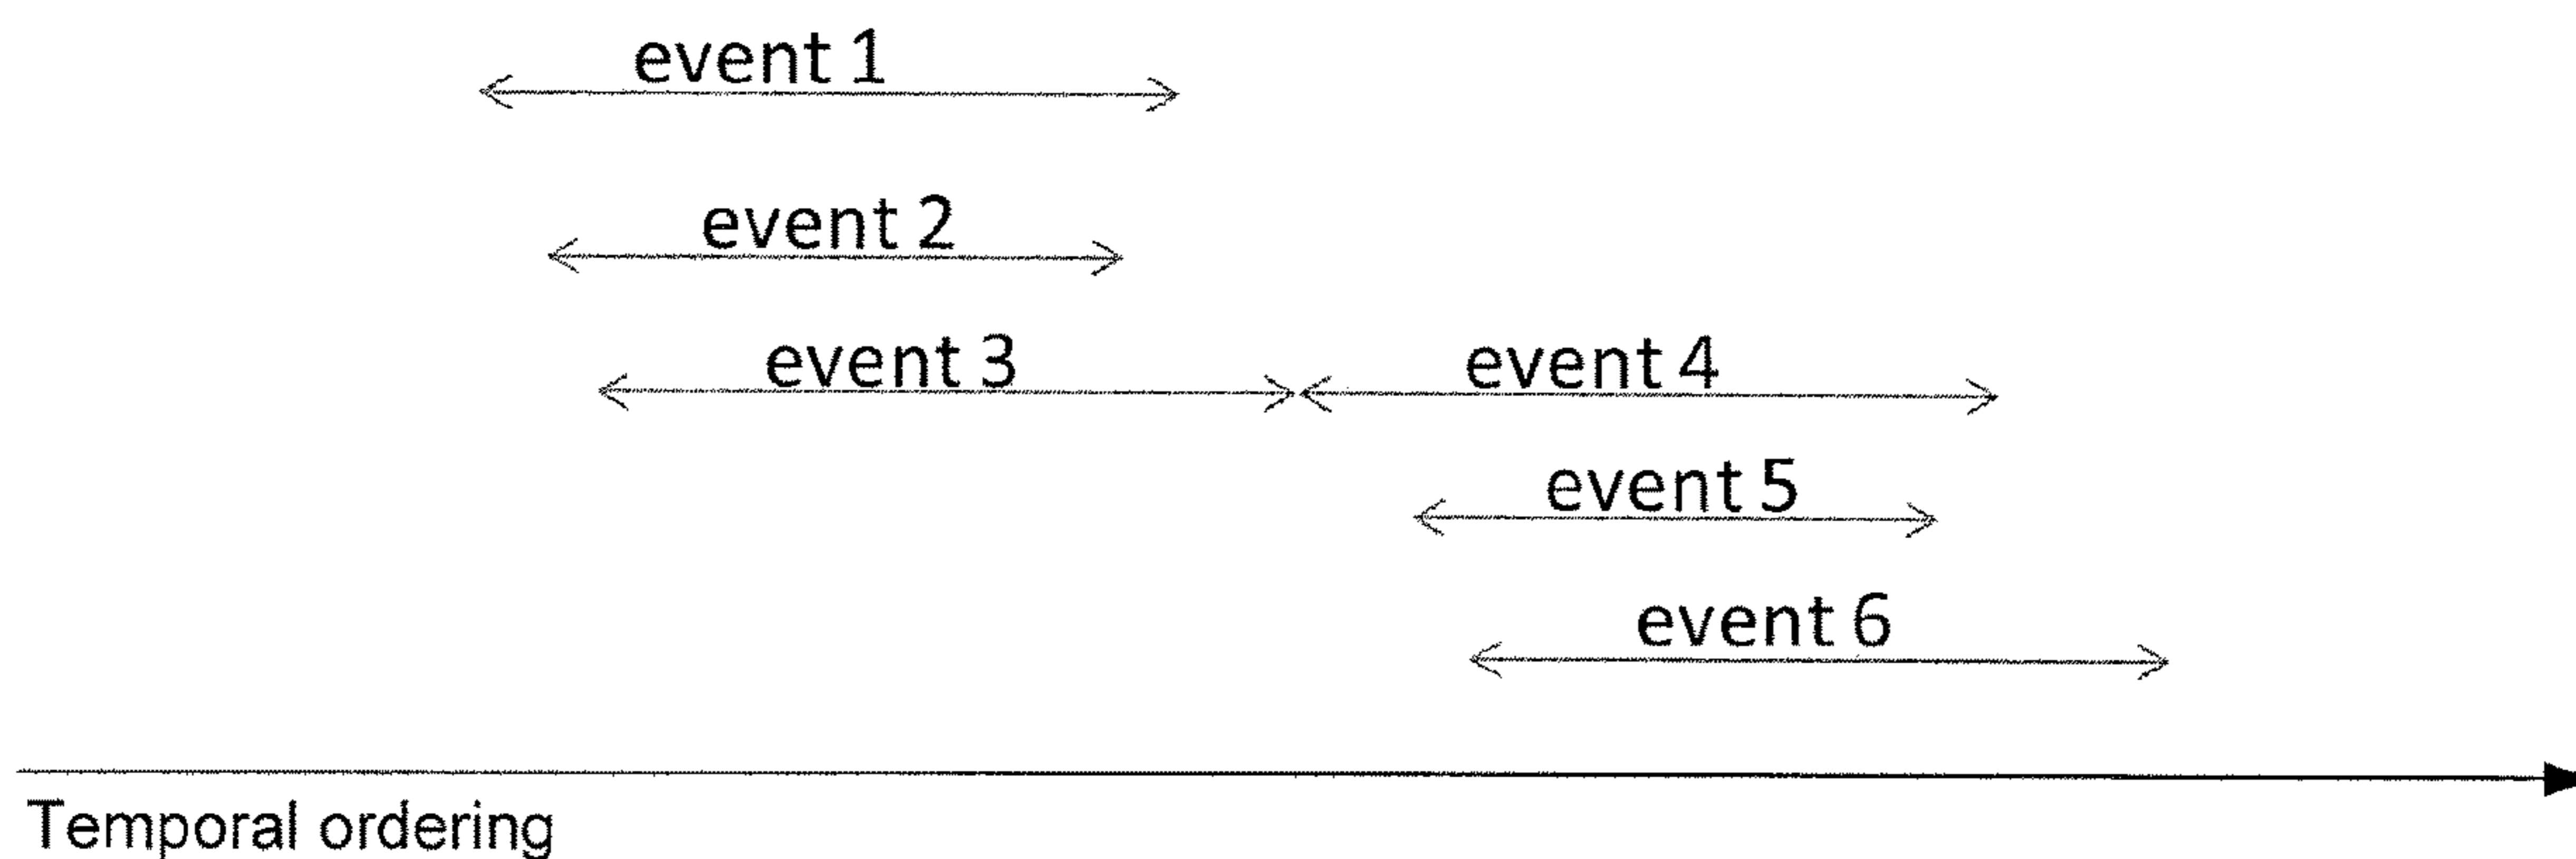 event 1
event 2
event 3 event 4
event 5
event 6
Temporal ordering